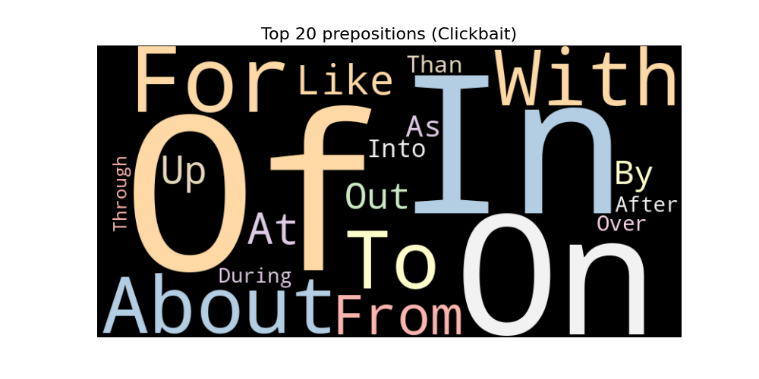 Top 20 prepositions (Clickbait)
For
Like
Than
With
Of
Up
Into
As
In
By
After
Over
Through
At
Out
To
On
During
About
From